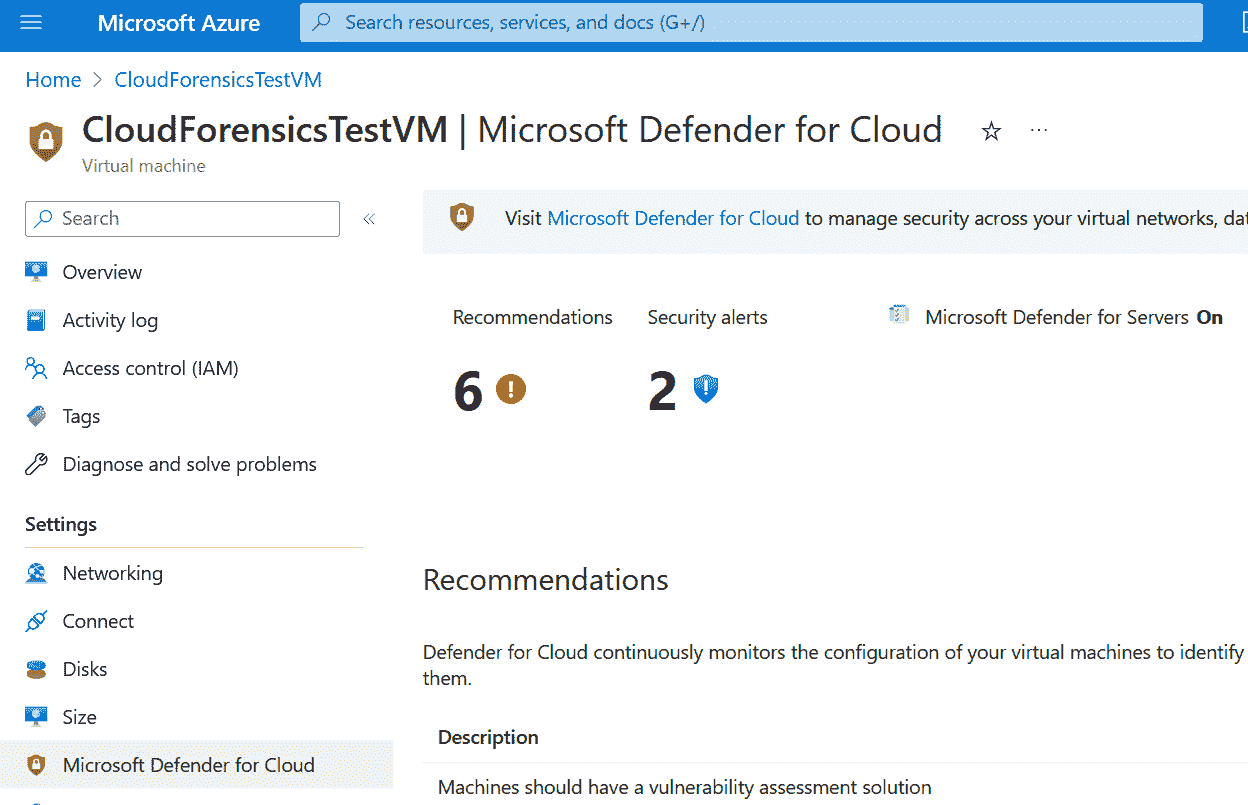 Microsoft Azure
Search resources, services, and docs (G+/)
Home > CloudForensicsTestVM
CloudForensicsTestVM | Microsoft Defender for Cloud ...
Virtual machine
Search
Overview
Activity log
Access control (IAM)
Tags
Diagnose and solve problems
Settings
Networking
Connect
Disks
Size
Microsoft Defender for Cloud
Visit Microsoft Defender for Cloud to manage security across your virtual networks, dat
Recommendations
6
Security alerts
2
Microsoft Defender for Servers On
Recommendations
Defender for Cloud continuously monitors the configuration of your virtual machines to identify
them.
Description
Machines should have a vulnerability assessment solution